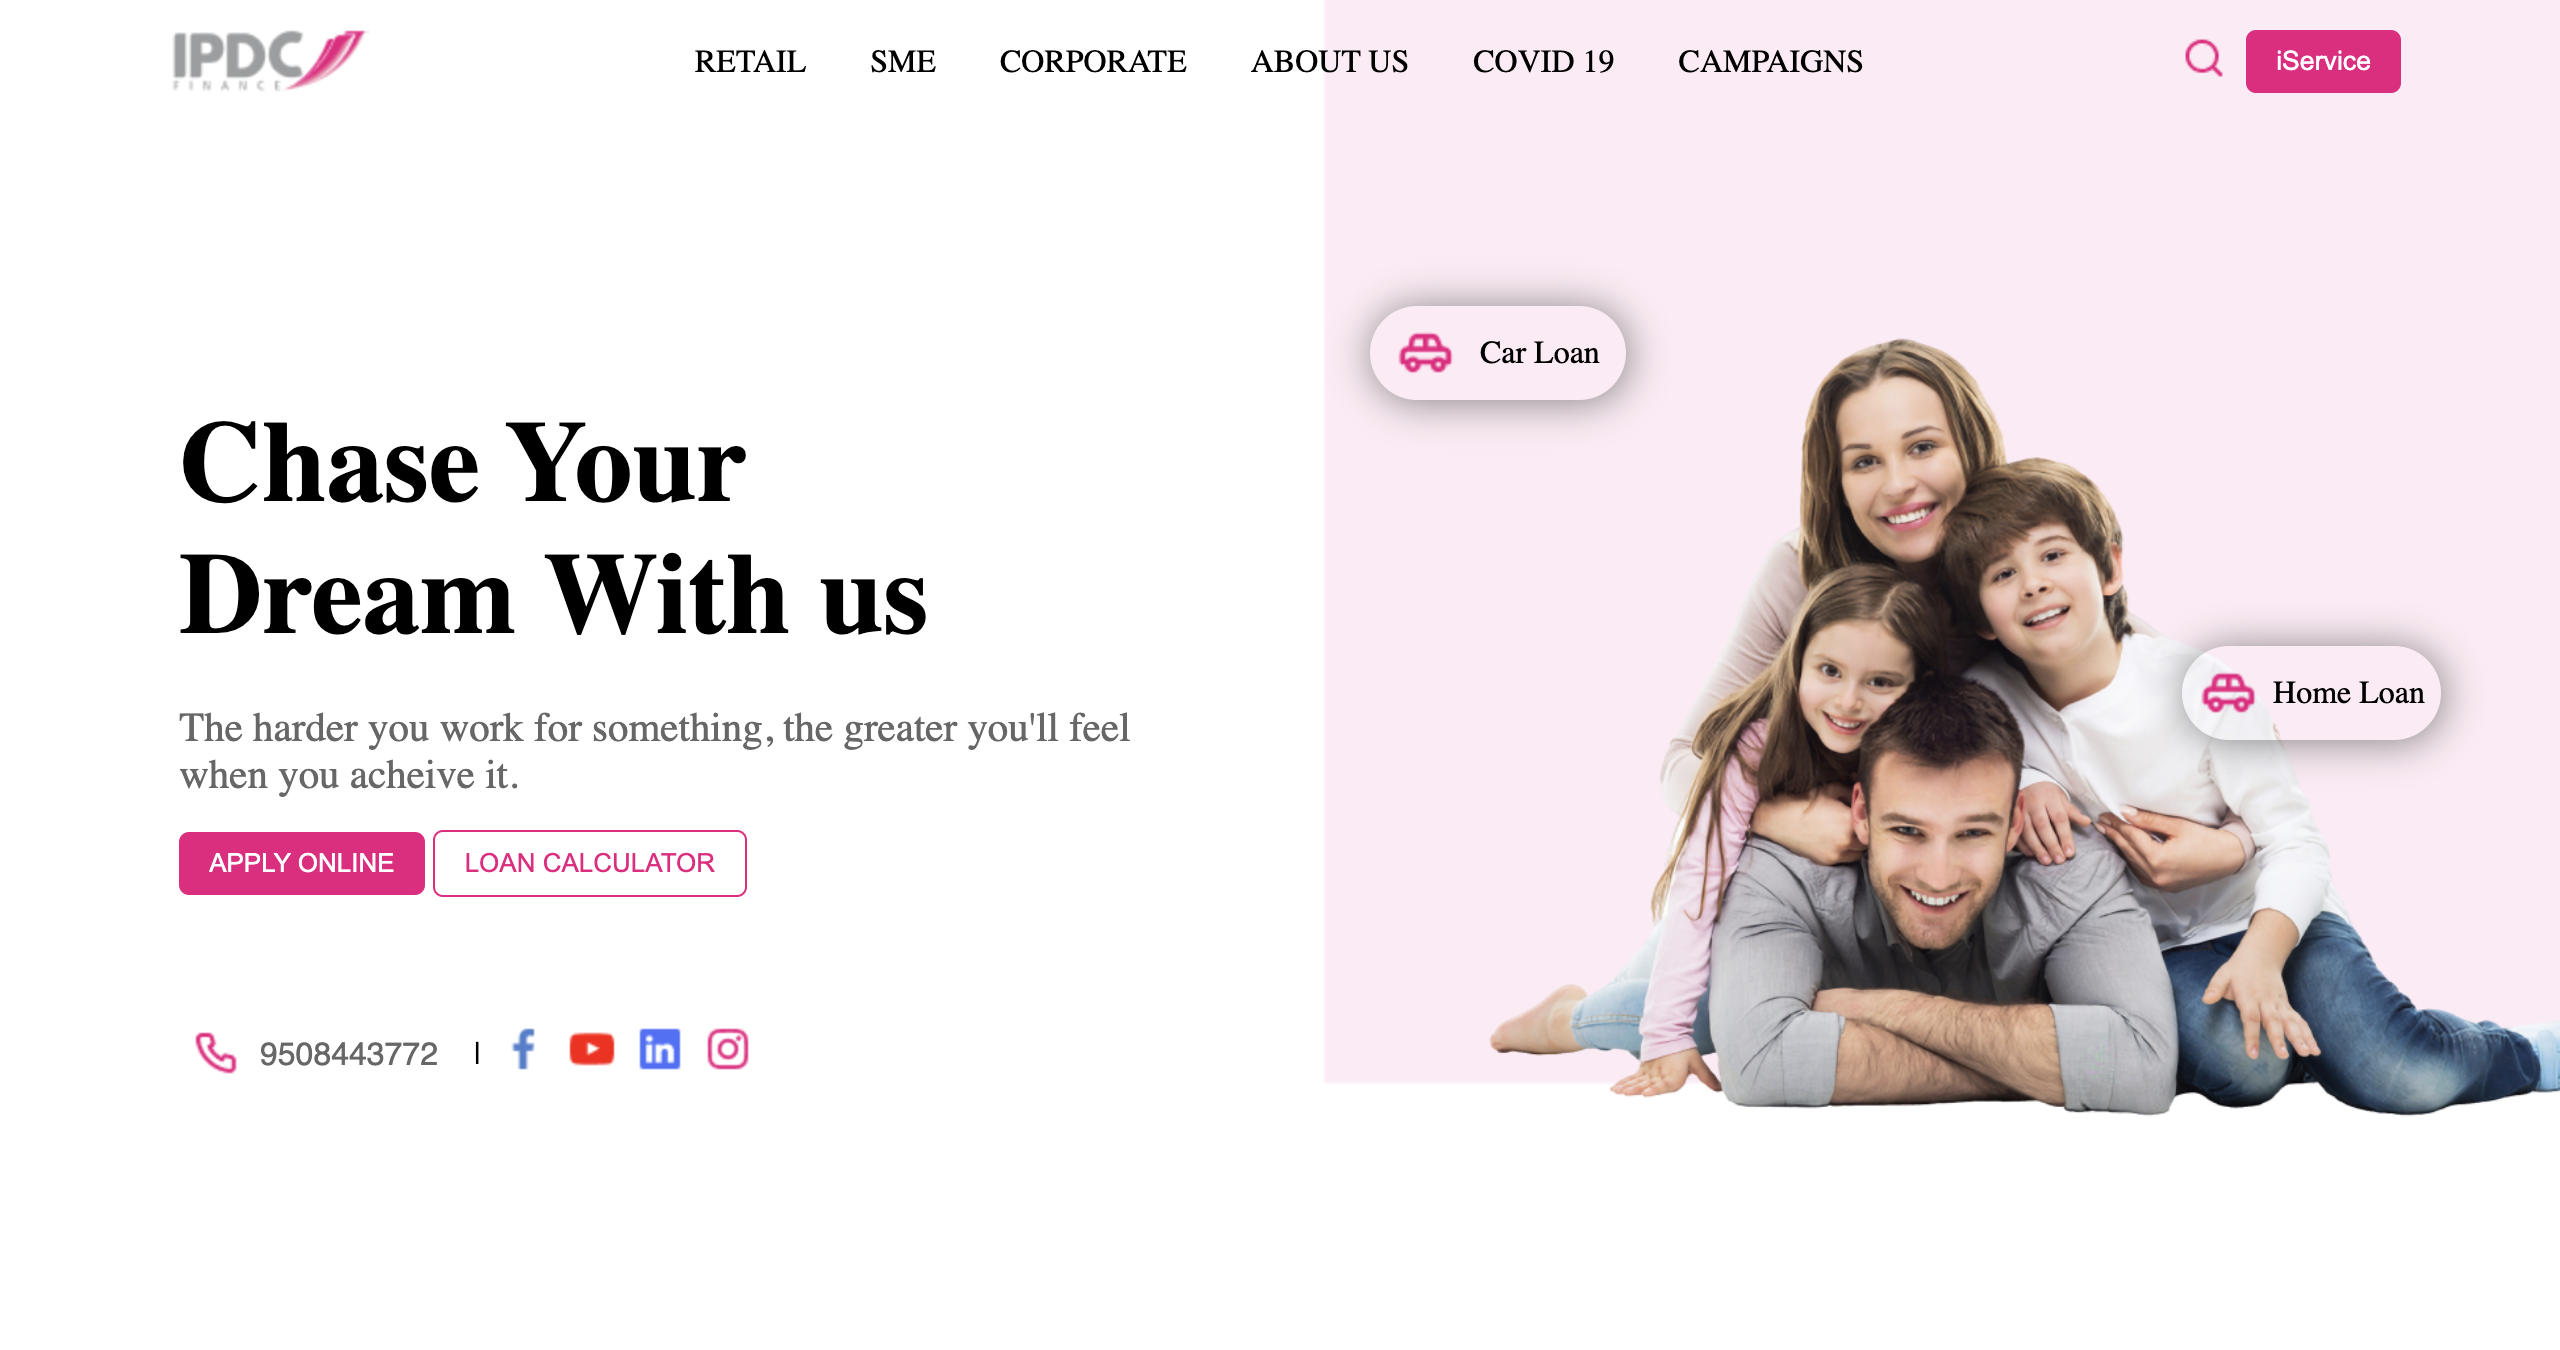 IPDC
FINANCE
RETAIL SME CORPORATE ABOUT US COVID 19 CAMPAIGNS
iService
Car Loan
Chase Your
Dream With us
Home Loan
The harder you work for something, the greater you'll feel
when you acheive it.
APPLY ONLINE LOAN CALCULATOR
9508443772 |